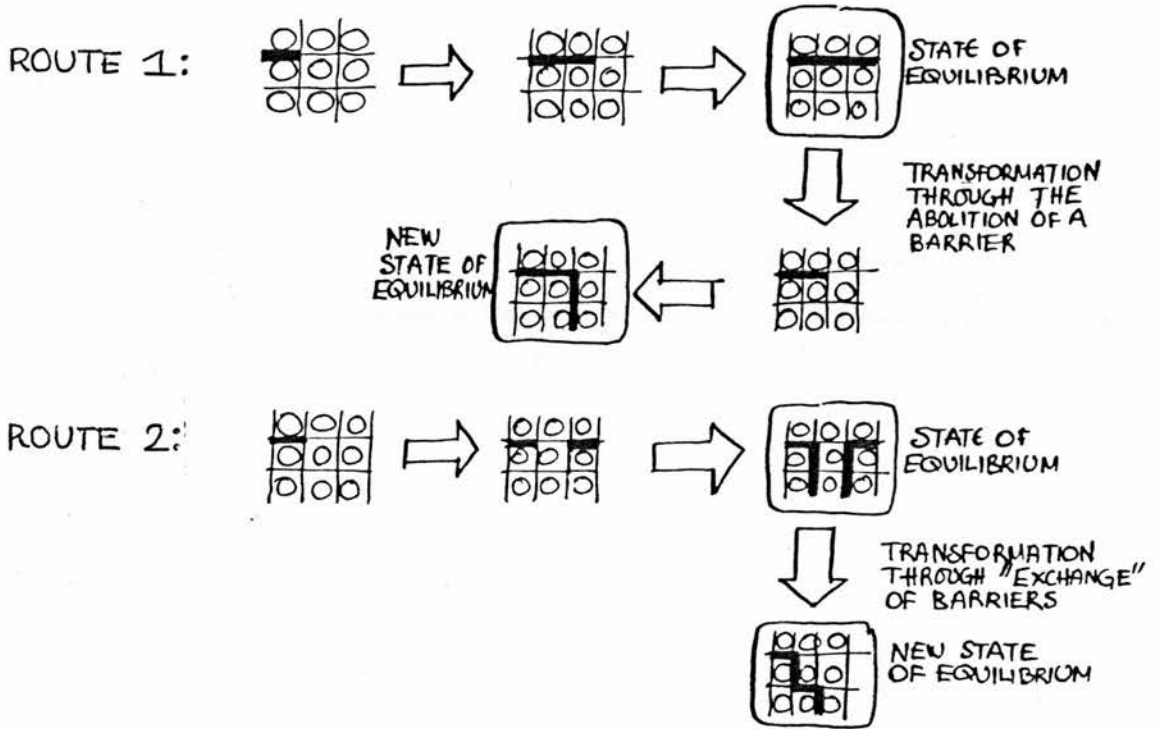 ROUTE 1:
STATE OF
EQUILIBRIUM
TRANSFORMATION
THROUGH THE
ABOLITION OF A
BARRIER
NEW
STATE OF
EQUILIBRIUM
ROUTE 2:
STATE OF
EQUILIBRIUM
TRANSFORMATION
THROUGH "EXCHANGE"
OF BARRIERS
NEW STATE
OF EQUILIBRIUM